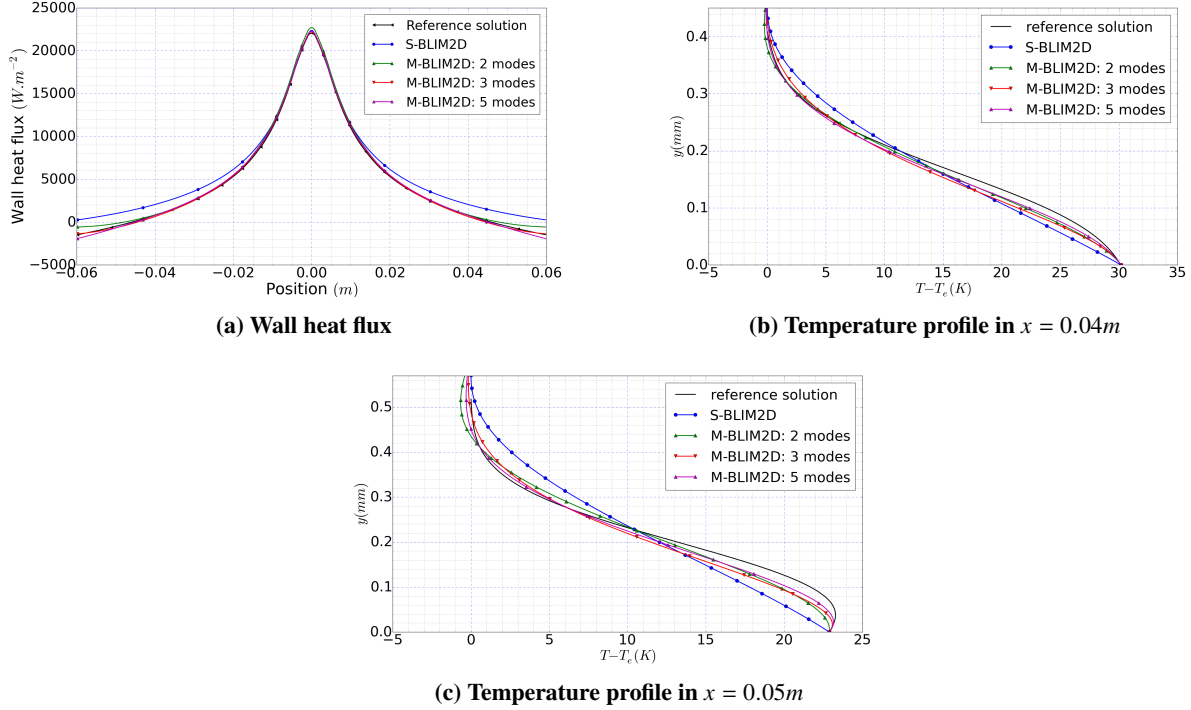 Wall heat flux (W.m⁻²)
25000
20000
15000
10000
5000
0
−5000
−0.06
−0.04
−0.02
0.00
0.02
0.04
0.06
Position (m)
Reference solution
S-BLIM2D
M-BLIM2D: 2 modes
M-BLIM2D: 3 modes
M-BLIM2D: 5 modes
(a) Wall heat flux
y(mm)
0.4
0.3
0.2
0.1
0.0
−5
0
5
10
15
20
25
30
35
T−Tₑ(K)
reference solution
S-BLIM2D
M-BLIM2D: 2 modes
M-BLIM2D: 3 modes
M-BLIM2D: 5 modes
(b) Temperature profile in x = 0.04m
y(mm)
0.5
0.4
0.3
0.2
0.1
0.0
−5
0
5
10
15
20
25
T−Tₑ(K)
reference solution
S-BLIM2D
M-BLIM2D: 2 modes
M-BLIM2D: 3 modes
M-BLIM2D: 5 modes
(c) Temperature profile in x = 0.05m